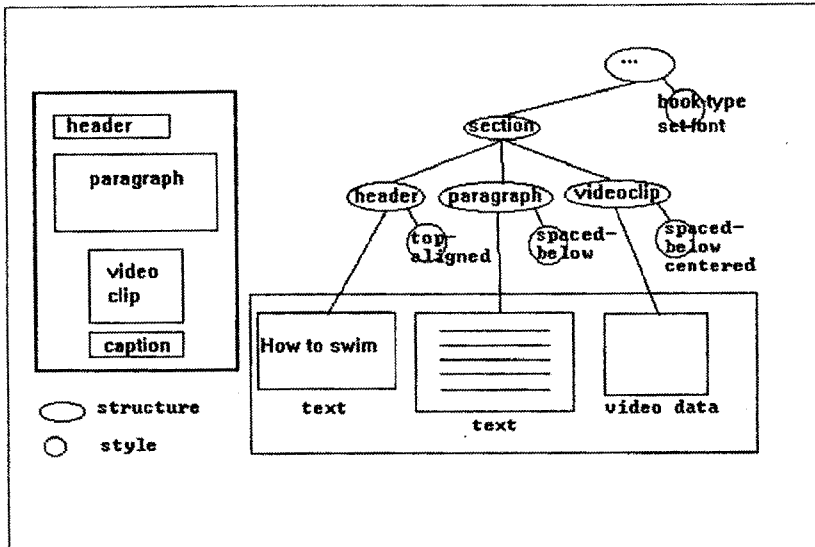 header
paragraph
video
clip
caption
structure
style
...
book-type
set-font
section
header
paragraph
videoclip
top-
aligned
spaced-
below
spaced-
below
centered
How to swim
text
text
video data